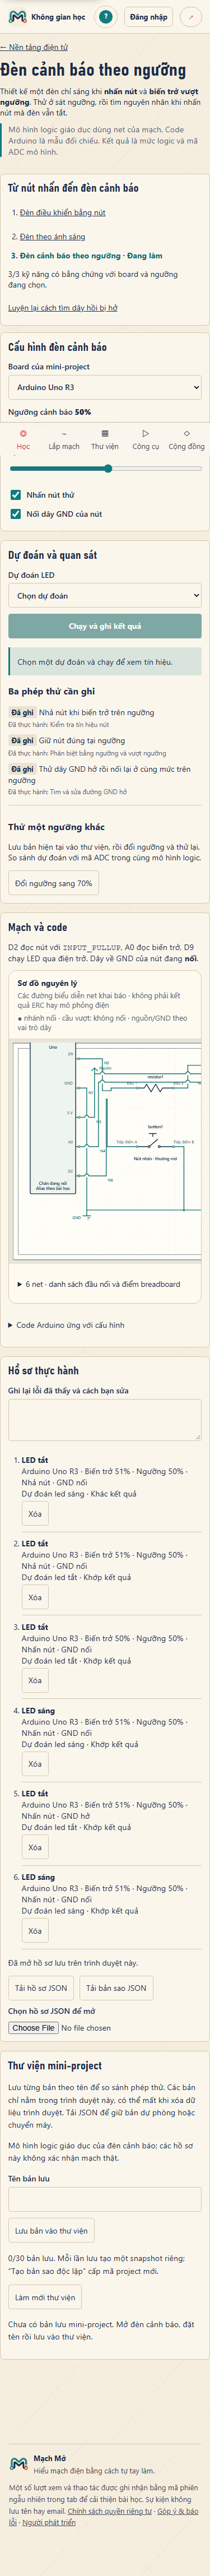 Không gian học
?
Đăng nhập
← Nền tảng điện tử
Đèn cảnh báo theo ngưỡng
Thiết kế một đèn chỉ sáng khi nhấn nút và biến trở vượt
ngưỡng. Thử ở sát ngưỡng, rồi tìm nguyên nhân khi nhấn
nút mà đèn vẫn tắt.
Mô hình logic giáo dục dùng net của mạch. Code
Arduino là mẫu đối chiếu. Kết quả là mức logic và mã
ADC mô hình.
Từ nút nhấn đến đèn cảnh báo
1. Đèn điều khiển bằng nút
2. Đèn theo ánh sáng
3. Đèn cảnh báo theo ngưỡng · Đang làm
3/3 kỹ năng có bằng chứng với board và ngưỡng
đang chọn.
Luyện lại cách tìm dây hồi bị hở
Cấu hình đèn cảnh báo
Board của mini-project
Arduino Uno R3
Ngưỡng cảnh báo 50%
Học
Lắp mạch
Thư viện
Công cụ
Cộng đồng
Nhấn nút thử
Nối dây GND của nút
Dự đoán và quan sát
Dự đoán LED
Chọn dự đoán
Chạy và ghi kết quả
Chọn một dự đoán và chạy để xem tín hiệu.
Ba phép thử cần ghi
Đã ghi Nhả nút khi biến trở trên ngưỡng
Đã thực hành: Kiểm tra tín hiệu nút
Đã ghi Giữ nút đúng tại ngưỡng
Đã thực hành: Phân biệt bằng ngưỡng và vượt ngưỡng
Đã ghi Thử dây GND hở rồi nối lại ở cùng mức trên
ngưỡng
Đã thực hành: Tìm và sửa đường GND hở
Thử một ngưỡng khác
Lưu bản hiện tại vào thư viện, rồi đổi ngưỡng và thử lại.
So sánh dự đoán với mã ADC trong cùng mô hình logic.
Đổi ngưỡng sang 70%
Mạch và code
D2 đọc nút với INPUT_PULLUP, A0 đọc biến trở, D9
chạy LED qua điện trở. Dây về GND của nút đang nối.
Sơ đồ nguyên lý
Các đường biểu diễn net khai báo · không phải kết
quả ERC hay mô phỏng điện
● nhánh nối · cầu vượt: không nối · nguồn/GND theo
vai trò dây
Uno
D9
GND
5 V
A0
D2
resistor1
button1
Tiếp điểm A
Tiếp điểm B
Nút nhấn · thường mở
GND
▶ 6 net · danh sách đầu nối và điểm breadboard
▶ Code Arduino ứng với cấu hình
Hồ sơ thực hành
Ghi lại lỗi đã thấy và cách bạn sửa
1. LED tắt
Arduino Uno R3 · Biến trở 51% · Ngưỡng 50% ·
Nhả nút · GND nối
Dự đoán led sáng · Khác kết quả
Xóa
2. LED tắt
Arduino Uno R3 · Biến trở 51% · Ngưỡng 50% ·
Nhả nút · GND nối
Dự đoán led tắt · Khớp kết quả
Xóa
3. LED tắt
Arduino Uno R3 · Biến trở 50% · Ngưỡng 50% ·
Nhấn nút · GND nối
Dự đoán led tắt · Khớp kết quả
Xóa
4. LED sáng
Arduino Uno R3 · Biến trở 51% · Ngưỡng 50% ·
Nhấn nút · GND nối
Dự đoán led sáng · Khớp kết quả
Xóa
5. LED tắt
Arduino Uno R3 · Biến trở 51% · Ngưỡng 50% ·
Nhấn nút · GND hở
Dự đoán led tắt · Khớp kết quả
Xóa
6. LED sáng
Arduino Uno R3 · Biến trở 51% · Ngưỡng 50% ·
Nhấn nút · GND nối
Dự đoán led sáng · Khớp kết quả
Xóa
Đã mở hồ sơ lưu trên trình duyệt này.
Tải hồ sơ JSON
Tải bản sao JSON
Chọn hồ sơ JSON để mở
Choose File No file chosen
Thư viện mini-project
Lưu từng bản theo tên để so sánh phép thử. Các bản
chỉ nằm trong trình duyệt này, có thể mất khi xóa dữ
liệu trình duyệt. Tải JSON để giữ bản dự phòng hoặc
chuyển máy.
Mô hình logic giáo dục của đèn cảnh báo; các hồ sơ
này không xác nhận mạch thật.
Tên bản lưu
Lưu bản vào thư viện
0/30 bản lưu. Mỗi lần lưu tạo một snapshot riêng;
"Tạo bản sao độc lập" cấp mã project mới.
Làm mới thư viện
Chưa có bản lưu mini-project. Mở đèn cảnh báo, đặt
tên rồi lưu vào thư viện.
Mạch Mở
Hiểu mạch điện bằng cách tự tay làm.
Một số lượt xem và thao tác được ghi nhận bằng mã phiên
ngẫu nhiên trong tab để cải thiện bài học. Sự kiện không
lưu tên hay email. Chính sách quyền riêng tư · Góp ý & báo
lỗi · Người phát triển